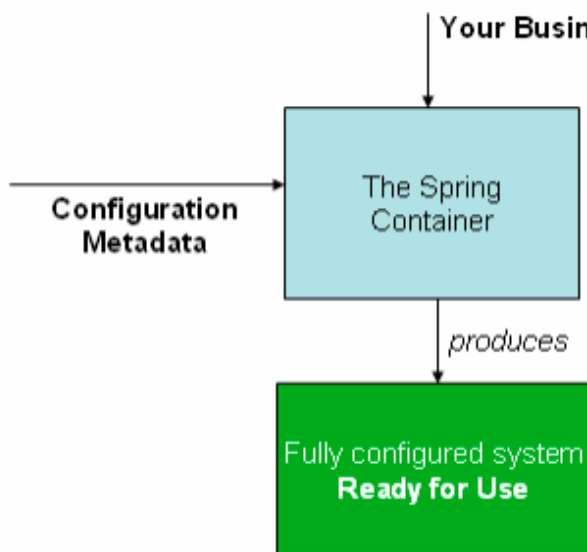 Your Busin
The Spring
Container
Configuration
Metadata
produces
Fully configured system
Ready for Use